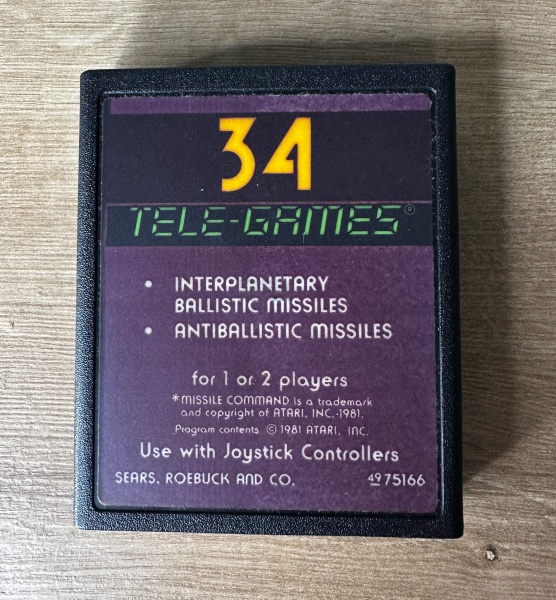 34
TELE-GAMES®
• INTERPLANETARY
BALLISTIC MISSILES
• ANTIBALLISTIC MISSILES
for 1 or 2 players
*MISSILE COMMAND is a trademark
and copyright of ATARI, INC.-1981.
Program contents © 1981 ATARI, INC.
Use with Joystick Controllers
SEARS, ROEBUCK AND CO. 49 75166